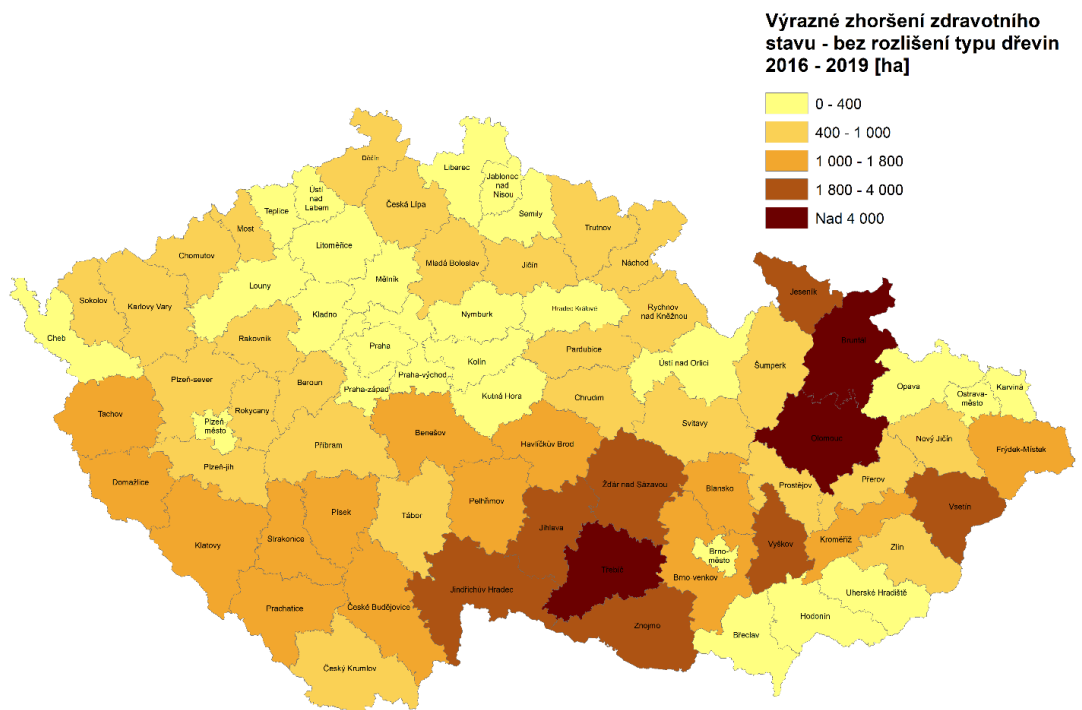 Výrazné zhoršení zdravotního
stavu - bez rozlišení typu dřevin
2016 - 2019 [ha]
0 - 400
400 - 1 000
1 000 - 1 800
1 800 - 4 000
Nad 4 000
Děčín
Liberec
Jablonec
nad
Nisou
Ústí
nad
Labem
Teplice
Česká Lípa
Semily
Most
Trutnov
Litoměřice
Chomutov
Mladá Boleslav
Jičín
Náchod
Mělník
Louny
Jeseník
Sokolov
Karlovy Vary
Kladno
Nymburk
Hradec Králové
Rychnov
nad Kněžnou
Cheb
Rakovník
Praha
Bruntál
Pardubice
Kolín
Ústí nad Orlicí
Šumperk
Plzeň-sever
Beroun
Praha-východ
Praha-západ
Opava
Karviná
Ostrava-
město
Kutná Hora
Chrudim
Rokycany
Tachov
Plzeň
město
Svitavy
Benešov
Olomouc
Nový Jičín
Příbram
Havlíčkův Brod
Frýdek-Místek
Plzeň-jih
Přerov
Domažlice
Žďár nad Sázavou
Prostějov
Blansko
Pelhřimov
Vsetín
Písek
Tábor
Jihlava
Strakonice
Kroměříž
Vyškov
Klatovy
Zlín
Brno-
město
Třebíč
Brno venkov
Jindřichův Hradec
Uherské Hradiště
Prachatice
České Budějovice
Hodonín
Znojmo
Břeclav
Český Krumlov